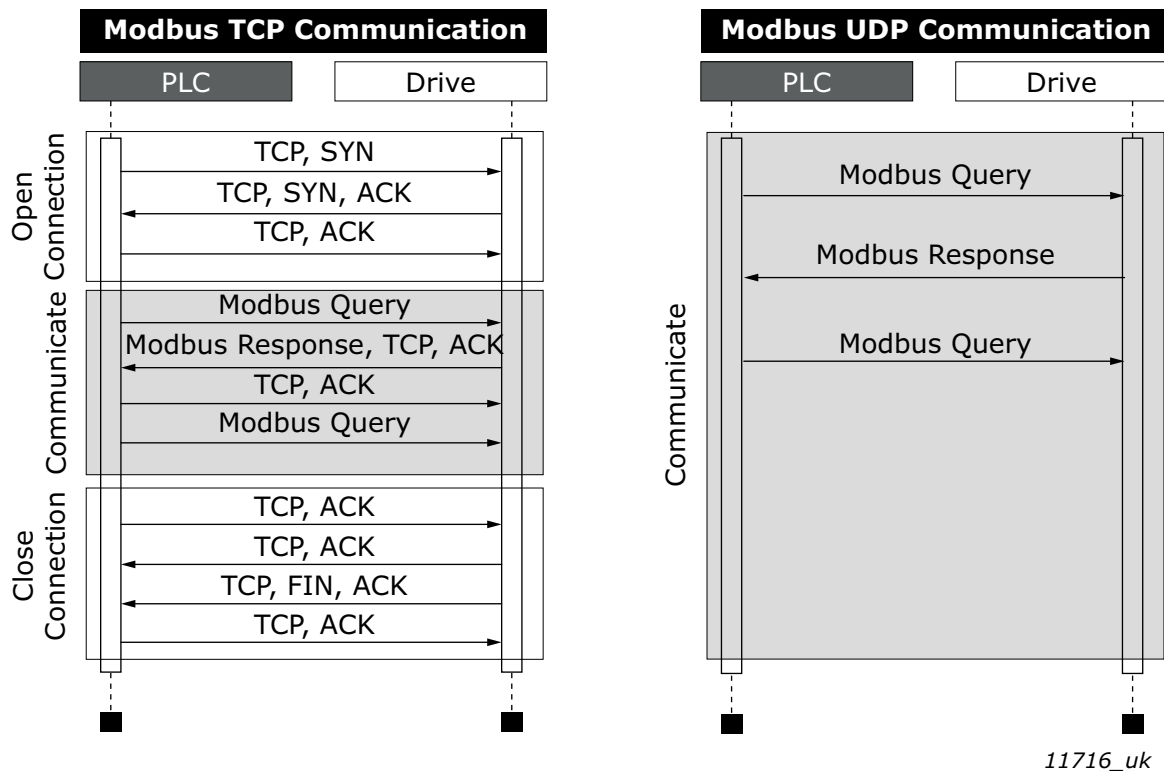 Modbus TCP Communication
PLC
Drive
Open
Connection
TCP, SYN
TCP, SYN, ACK
TCP, ACK
Communicate
Modbus Query
Modbus Response, TCP, ACK
TCP, ACK
Modbus Query
Close
Connection
TCP, ACK
TCP, ACK
TCP, FIN, ACK
TCP, ACK
Modbus UDP Communication
PLC
Drive
Communicate
Modbus Query
Modbus Response
Modbus Query
11716_uk